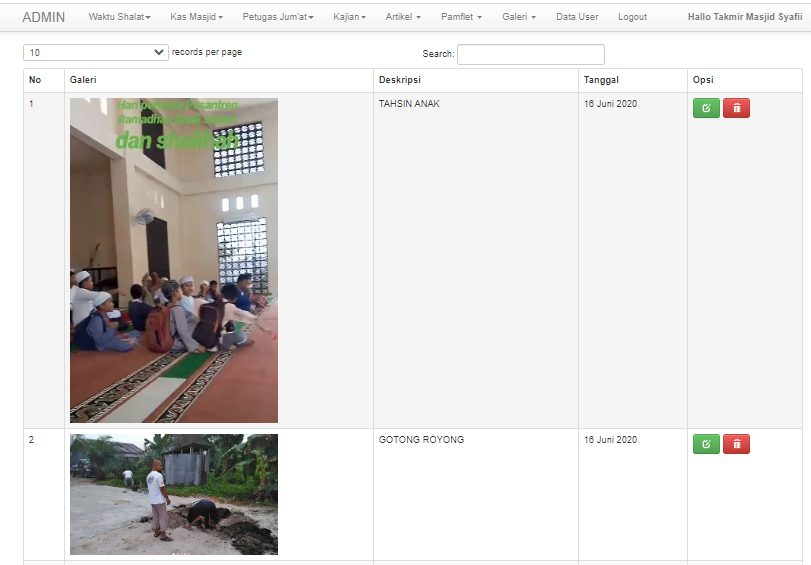 ADMIN Waktu Shalat Kas Masjid Petugas Jum'at Kajian Artikel Pamflet Galeri Data User Logout Hallo Takmir Masjid Syafii
10 records per page Search:
No Galeri Deskripsi Tanggal Opsi
1 TAHSIN ANAK 16 Juni 2020
Hari pertama Pesantren
Ramadhan
dan sholihah
2 GOTONG ROYONG 16 Juni 2020